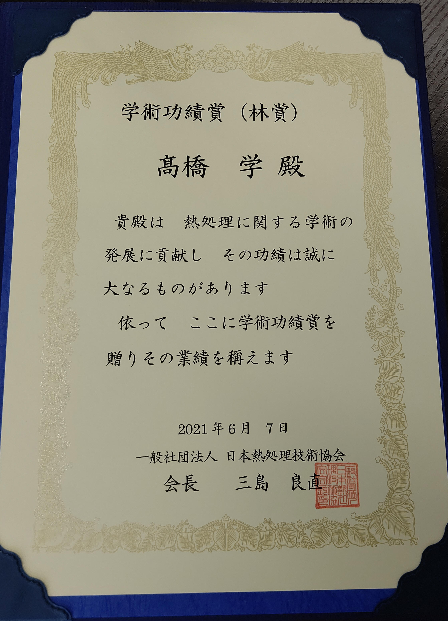 学術功績賞（林賞）
髙橋　学 殿
貴殿は　熱処理に関する学術の
発展に貢献し　その功績は誠に
大なるものがあります
依って　ここに学術功績賞を
贈りその業績を称えます
2021年6月 7日
一般社団法人 日本熱処理技術協会
会長　三島　良直